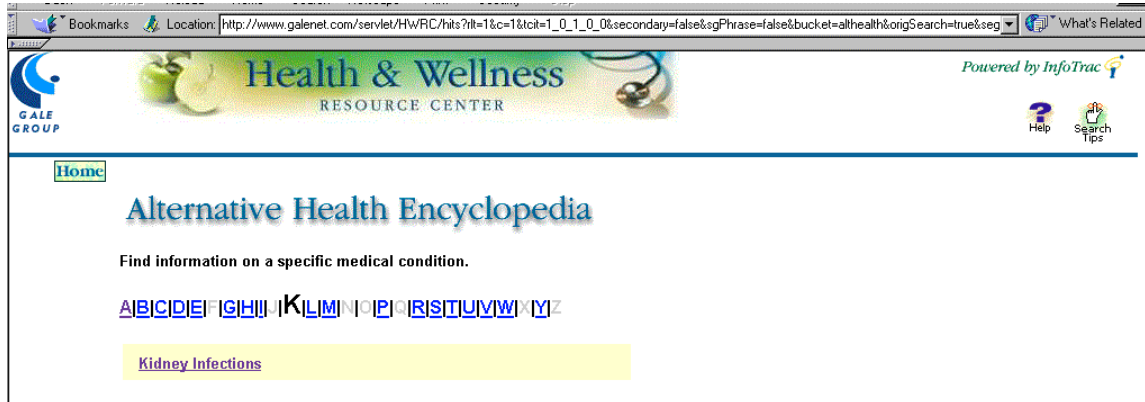 Bookmarks Location: http://www.galenet.com/servlet/HWRC/hits?rlt=1&c=1&tcit=1_0_1_0_0&secondary=false&sgPhrase=false&bucket=althealth&origSearch=true&seg What's Related
GALE
GROUP
Health & Wellness
RESOURCE CENTER
Powered by InfoTrac
Help
Search
Tips
Home
Alternative Health Encyclopedia
Find information on a specific medical condition.
A|B|C|D|E|F|G|H|I|J|K|L|M|N|O|P|Q|R|S|T|U|V|W|X|Y|Z
Kidney Infections